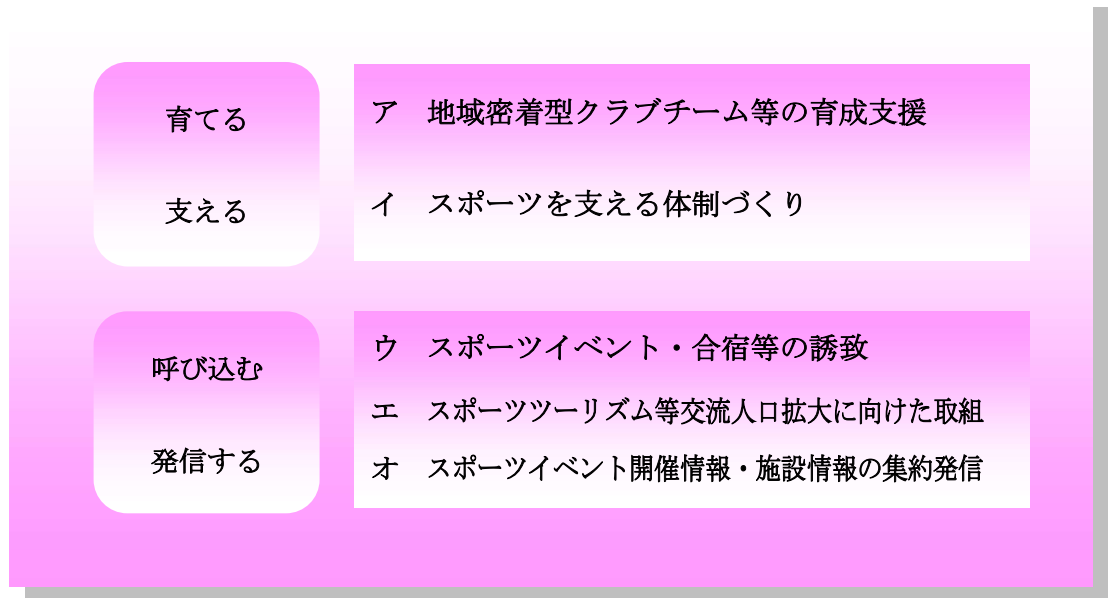 育てる
支える
ア　地域密着型クラブチーム等の育成支援
イ　スポーツを支える体制づくり
呼び込む
発信する
ウ　スポーツイベント・合宿等の誘致
エ　スポーツツーリズム等交流人口拡大に向けた取組
オ　スポーツイベント開催情報・施設情報の集約発信